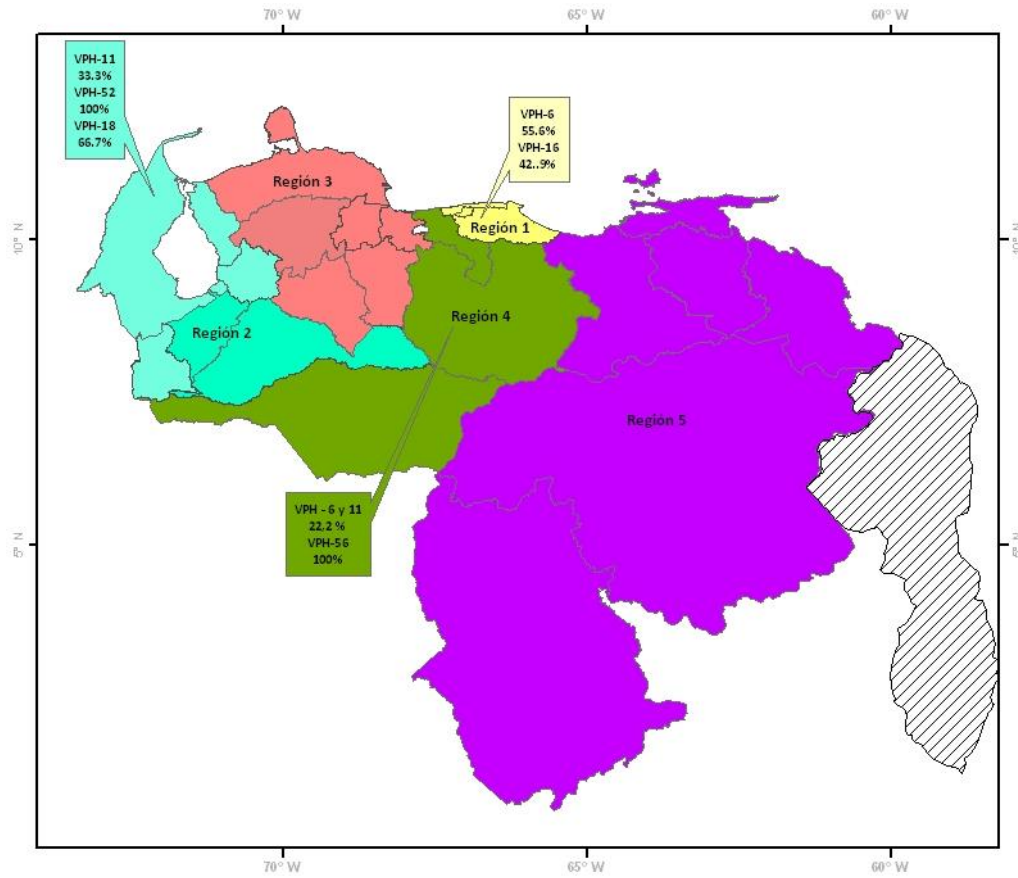 70° W
65° W
60° W
VPH-11
33.3%
VPH-52
100%
VPH-18
66.7%
VPH-6
55.6%
VPH-16
42..9%
Región 3
Región 1
10° N
10° N
Región 2
Región 4
Región 5
VPH - 6 y 11
22,2 %
VPH-56
100%
5° N
5° N
70° W
65° W
60° W